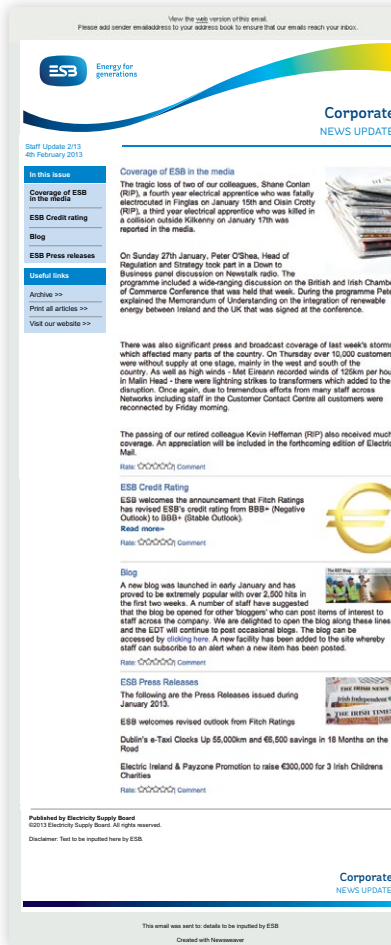 View the web version of this email.
Please add sender emailaddress to your address book to ensure that our emails reach your inbox.
ESB
Energy for
generations
Corporate
NEWS UPDATE
Staff Update 2/13
4th February 2013
In this issue
Coverage of ESB
in the media
ESB Credit rating
Blog
ESB Press releases
Useful links
Archive >>
Print all articles >>
Visit our website >>
Coverage of ESB in the media
The tragic loss of two of our colleagues, Shane Conlan
(RIP), a fourth year electrical apprentice who was fatally
electrocuted in Finglas on January 15th and Oisin Crotty
(RIP), a third year electrical apprentice who was killed in
a collision outside Kilkenny on January 17th was
reported in the media.
On Sunday 27th January, Peter O'Shea, Head of
Regulation and Strategy took part in a Down to
Business panel discussion on Newstalk radio. The
programme included a wide-ranging discussion on the British and Irish Chambe
of Commerce Conference that was held that week. During the programme Pete
explained the Memorandum of Understanding on the integration of renewable
energy between Ireland and the UK that was signed at the conference.
There was also significant press and broadcast coverage of last week's storms
which affected many parts of the country. On Thursday over 10,000 customers
were without supply at one stage, mainly in the west and south of the
country. As well as high winds - Met Eireann recorded winds of 125km per hou
in Malin Head - there were lightning strikes to transformers which added to the
disruption. Once again, due to tremendous efforts from many staff across
Networks including staff in the Customer Contact Centre all customers were
reconnected by Friday morning.
The passing of our retired colleague Kevin Heffernan (RIP) also received much
coverage. An appreciation will be included in the forthcoming edition of Electric
Mail.
Rate: | Comment
ESB Credit Rating
ESB welcomes the announcement that Fitch Ratings
has revised ESB's credit rating from BBB+ (Negative
Outlook) to BBB+ (Stable Outlook).
Read more»
Rate: | Comment
Blog
A new blog was launched in early January and has
proved to be extremely popular with over 2,500 hits in
the first two weeks. A number of staff have suggested
that the blog be opened for other 'bloggers' who can post items of interest to
staff across the company. We are delighted to open the blog along these lines
and the EDT will continue to post occasional blogs. The blog can be
accessed by clicking here. A new facility has been added to the site whereby
staff can subscribe to an alert when a new item has been posted.
Rate: | Comment
ESB Press Releases
The following are the Press Releases issued during
January 2013.
THE IRISH NEWS
Irish Independent
THE IRISH TIMES
ESB welcomes revised outlook from Fitch Ratings
Dublin's e-Taxi Clocks Up 55,000km and €6,500 savings in 18 Months on the
Road
Electric Ireland & Payzone Promotion to raise €300,000 for 3 Irish Childrens
Charities
Rate: | Comment
Published by Electricity Supply Board
©2013 Electricity Supply Board. All rights reserved.
Disclaimer: Text to be inputted here by ESB.
Corporate
NEWS UPDATE
This email was sent to: details to be inputtied by ESB
Created with Newsweaver